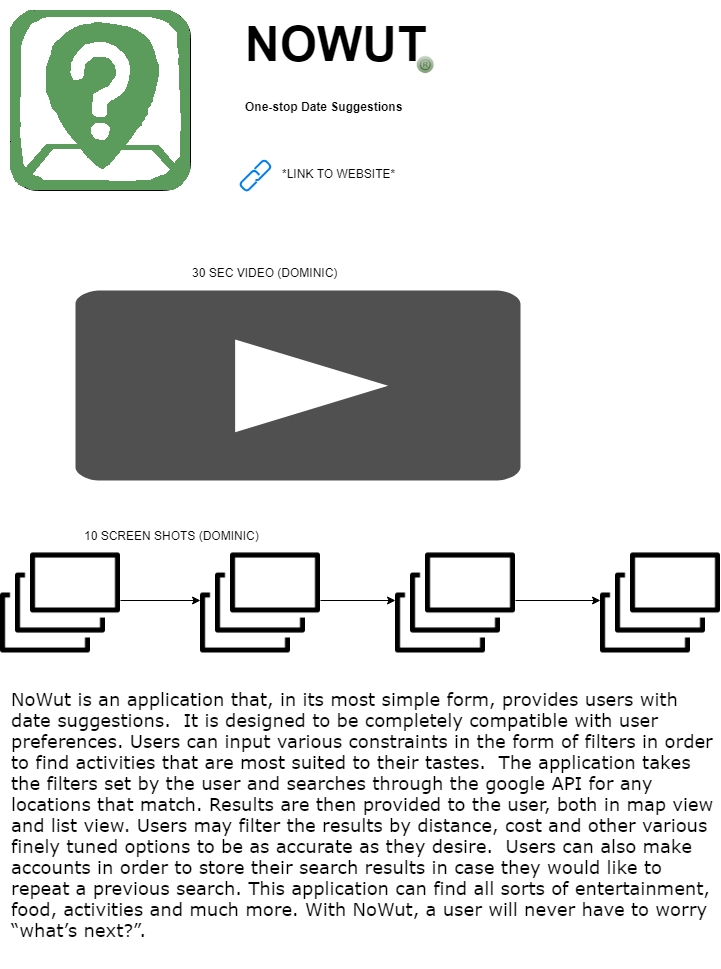 NOWUT
®
One-stop Date Suggestions
*LINK TO WEBSITE*
30 SEC VIDEO (DOMINIC)
10 SCREEN SHOTS (DOMINIC)
NoWut is an application that, in its most simple form, provides users with
date suggestions.  It is designed to be completely compatible with user
preferences. Users can input various constraints in the form of filters in order
to find activities that are most suited to their tastes.  The application takes
the filters set by the user and searches through the google API for any
locations that match. Results are then provided to the user, both in map view
and list view. Users may filter the results by distance, cost and other various
finely tuned options to be as accurate as they desire.  Users can also make
accounts in order to store their search results in case they would like to
repeat a previous search. This application can find all sorts of entertainment,
food, activities and much more. With NoWut, a user will never have to worry
“what’s next?”.